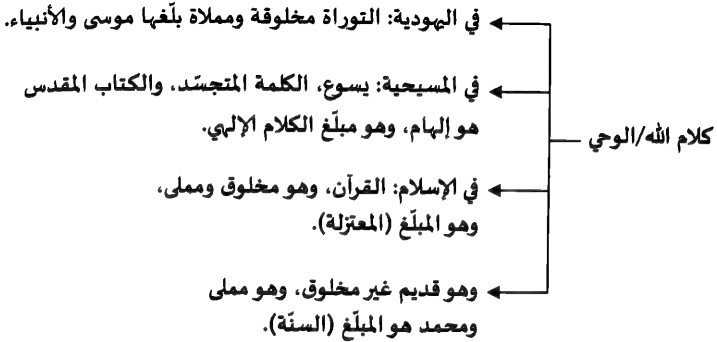 في اليهودية: التوراة مخلوقة ومملاة بلّغها موسى والأنبياء.
في المسيحية: يسوع، الكلمة المتجسّد، والكتاب المقدس
هو إلهام، وهو مبلّغ الكلام الإلهي.
كلام الله/الوحي
في الإسلام: القرآن، وهو مخلوق ومملى،
وهو المبلّغ (المعتزلة).
وهو قديم غير مخلوق، وهو مملى
ومحمد هو المبلّغ (السنّة).